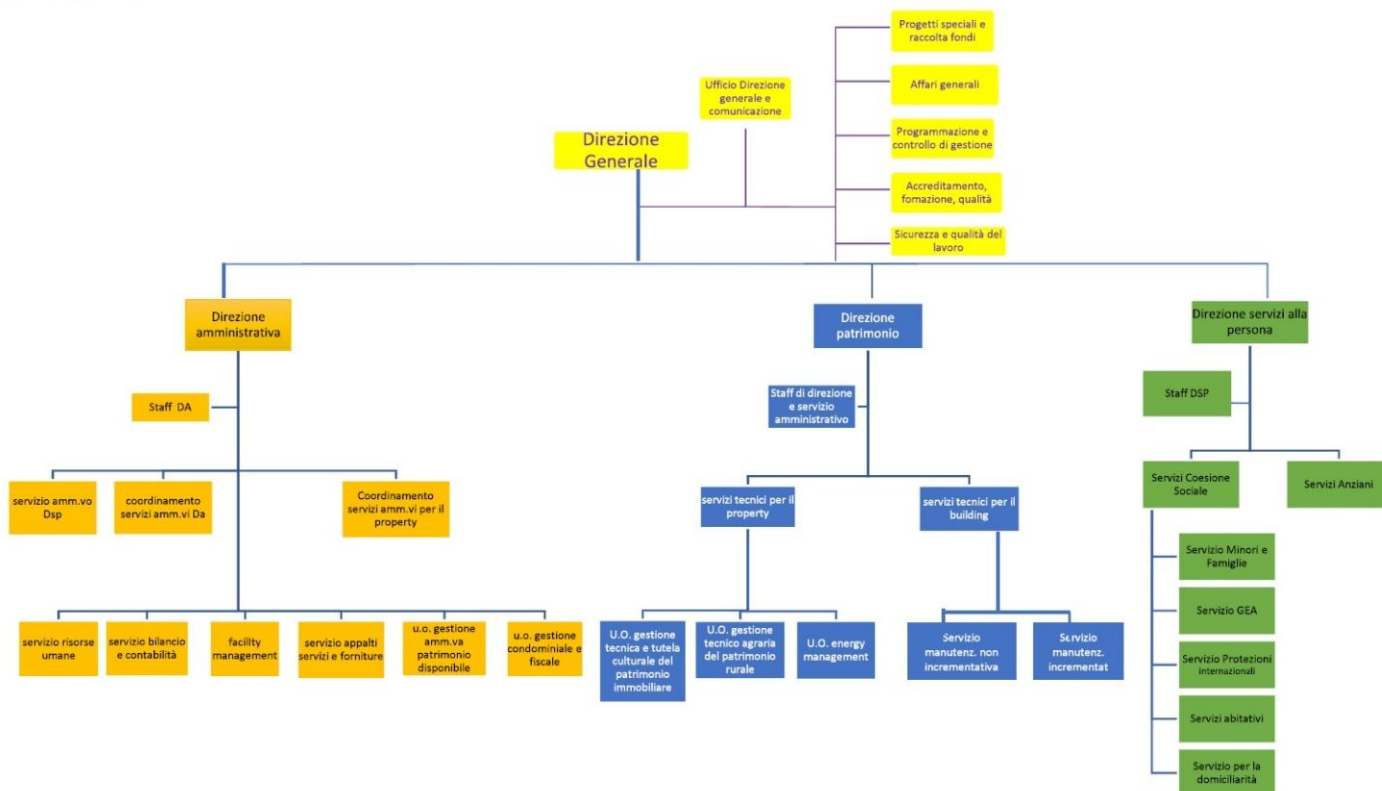 Progetti speciali e
raccolta fondi
Ufficio Direzione
generale e
comunicazione
Affari generali
Direzione
Generale
Programmazione e
controllo di gestione
Accreditamento,
fomazione, qualità
Sicurezza e qualità del
lavoro
Direzione
amministrativa
Direzione
patrimonio
Direzione servizi alla
persona
Staff DA
Staff di direzione
e servizio
amministrativo
Staff DSP
servizio amm.vo
Dsp
coordinamento
servizi amm.vi Da
Coordinamento
servizi amm.vi per il
property
servizi tecnici per il
property
servizi tecnici per il
building
Servizi Coesione
Sociale
Servizi Anziani
servizio risorse
umane
servizio bilancio
e contabilità
facility
management
servizio appalti
servizi e forniture
u.o. gestione
amm.va
patrimonio
disponibile
u.o. gestione
condominiale e
fiscale
U.O. gestione
tecnica e tutela
culturale del
patrimonio
immobiliare
U.O. gestione
tecnico agraria
del patrimonio
rurale
U.O. energy
management
Servizio
manutenz. non
incrementativa
Servizio
manutenz.
incrementat
Servizio Minori e
Famiglie
Servizio GEA
Servizio Protezioni
internazionali
Servizi abitativi
Servizio per la
domiciliarità